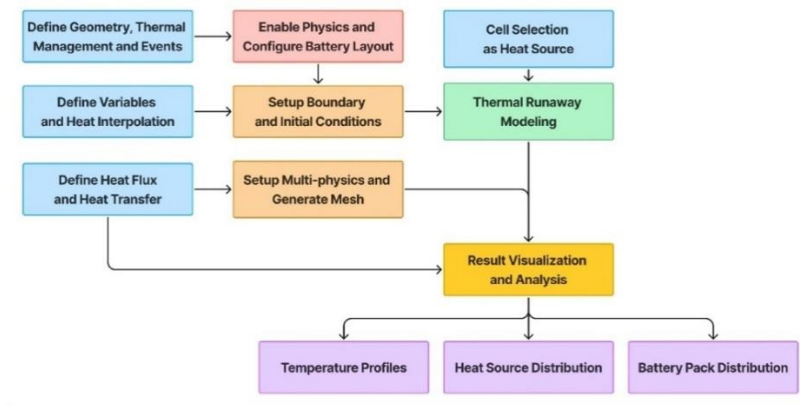 Define Geometry, Thermal
Management and Events
Enable Physics and
Configure Battery Layout
Cell Selection
as Heat Source
Define Variables
and Heat Interpolation
Setup Boundary
and Initial Conditions
Thermal Runaway
Modeling
Define Heat Flux
and Heat Transfer
Setup Multi-physics and
Generate Mesh
Result Visualization
and Analysis
Temperature Profiles
Heat Source Distribution
Battery Pack Distribution